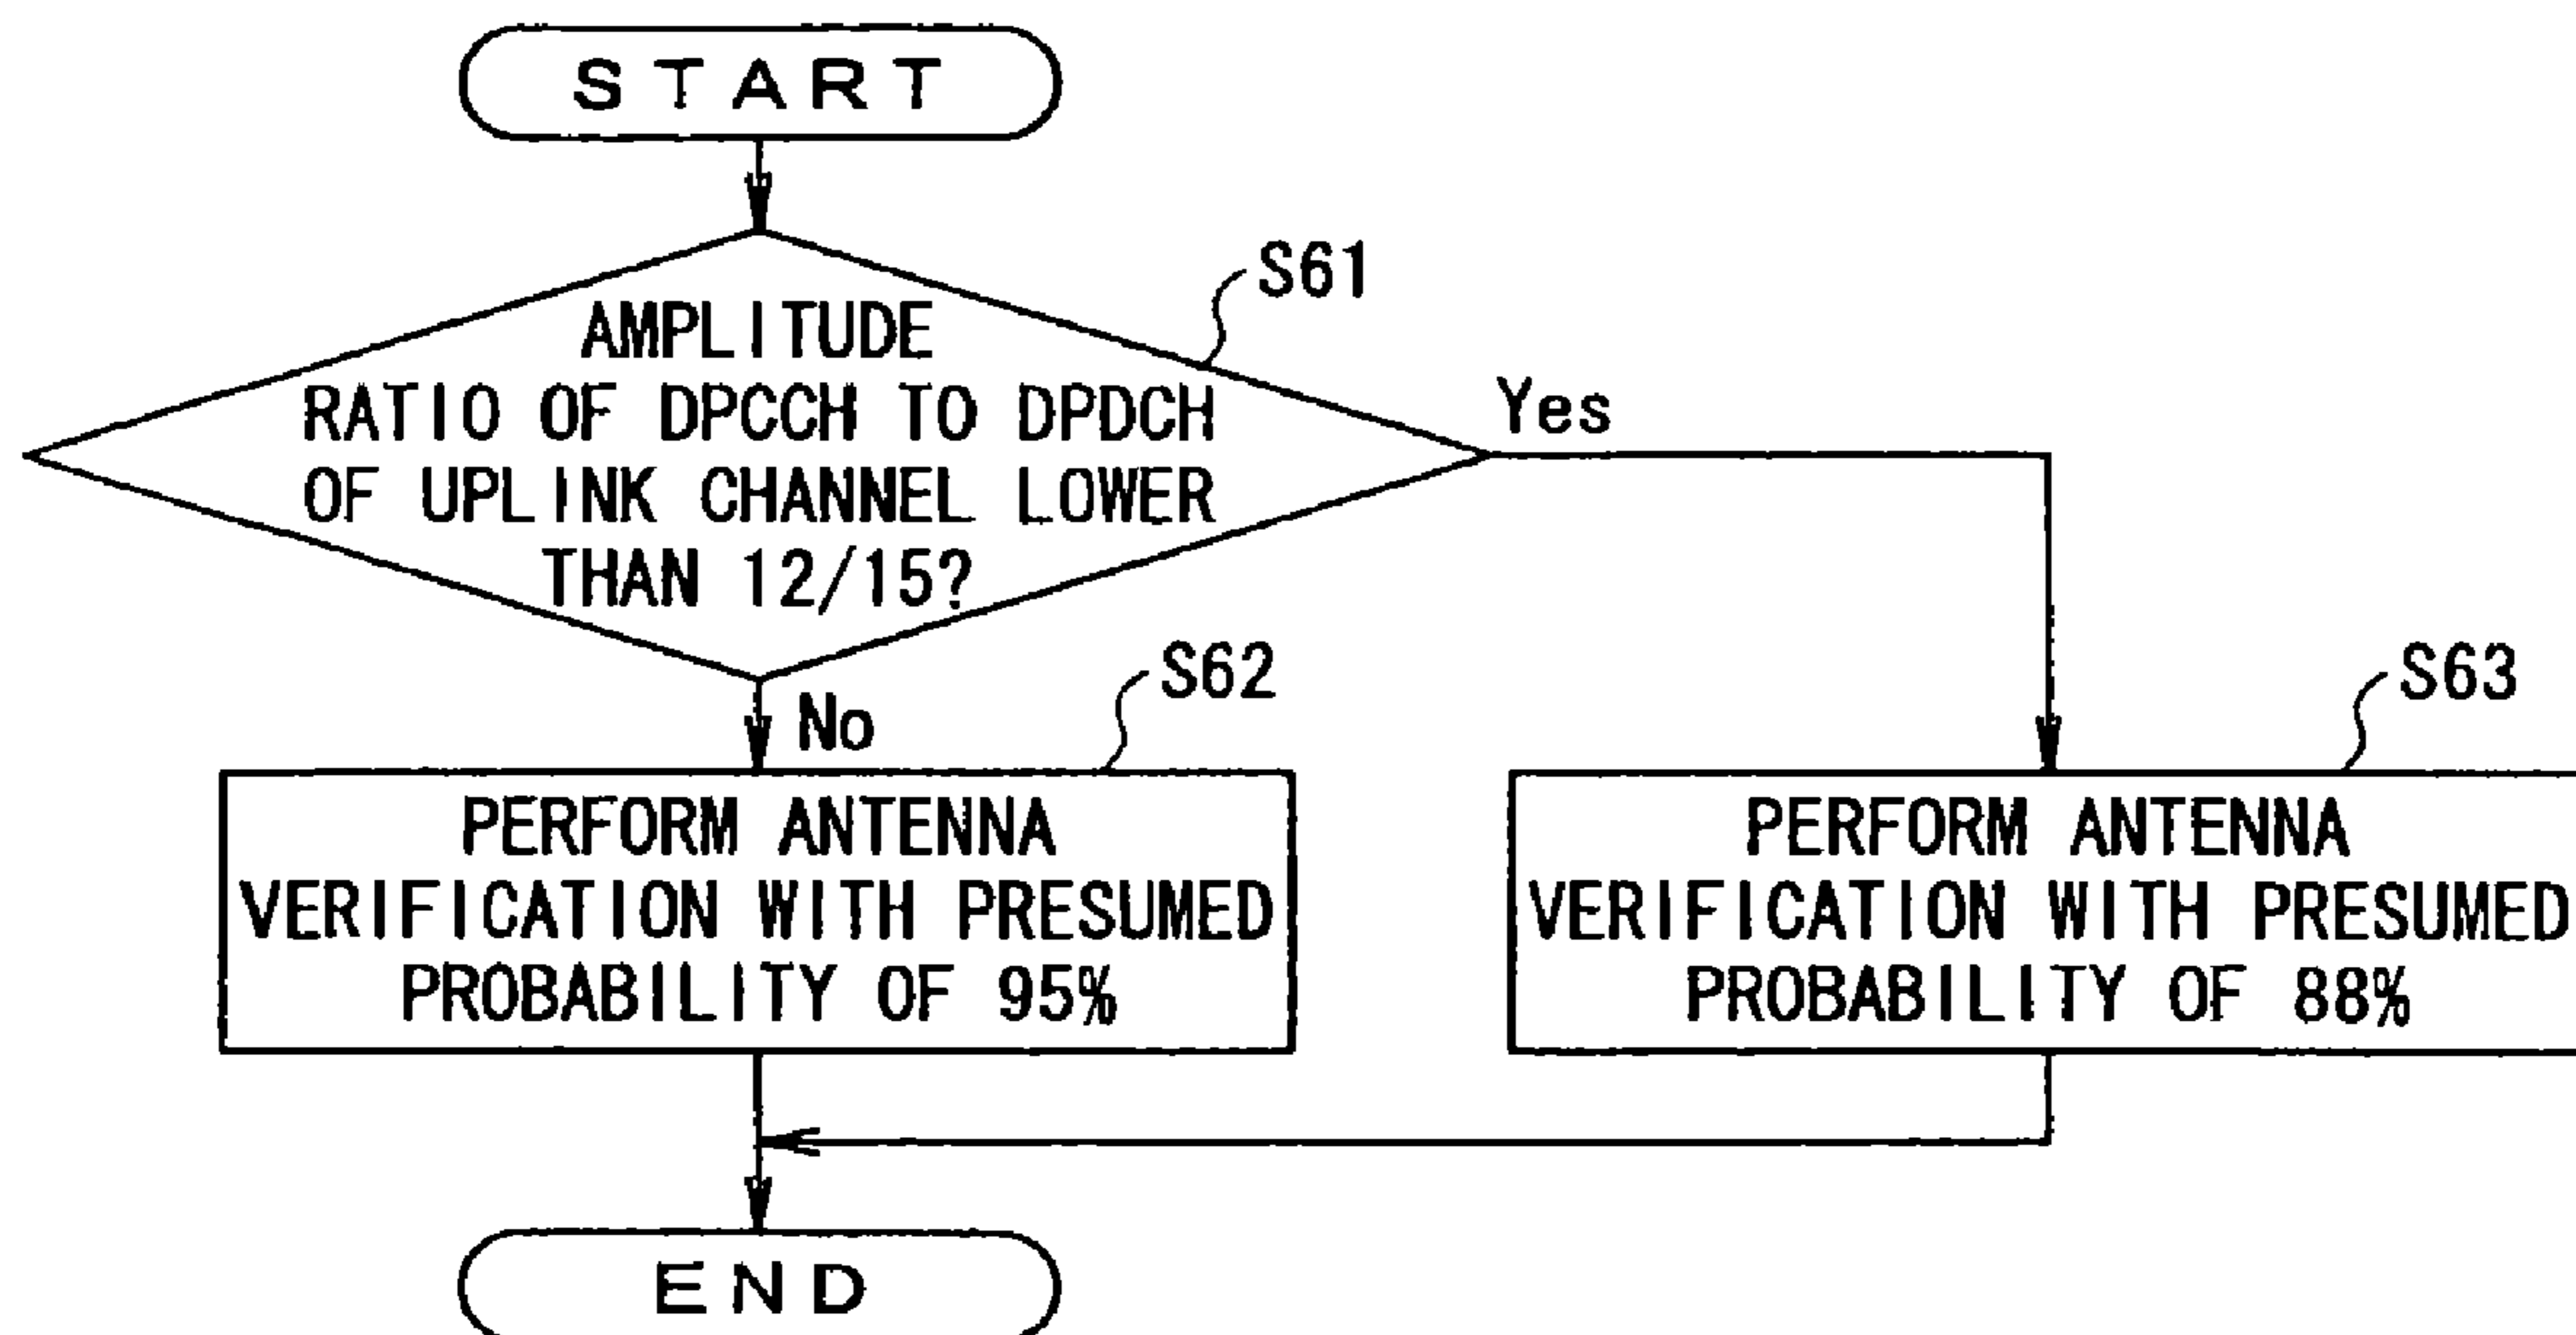 START
S61
AMPLITUDE
RATIO OF DPCCH TO DPDCH
OF UPLINK CHANNEL LOWER
THAN 12/15?
Yes
No
S62
PERFORM ANTENNA
VERIFICATION WITH PRESUMED
PROBABILITY OF 95%
S63
PERFORM ANTENNA
VERIFICATION WITH PRESUMED
PROBABILITY OF 88%
END